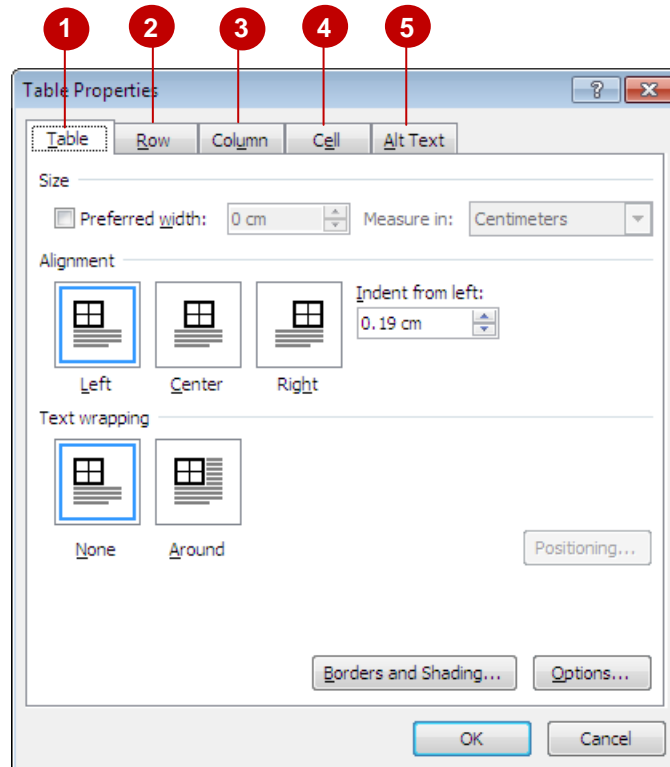 1 2 3 4 5
Table Properties ?
Table Row Column Cell Alt Text
Size
Preferred width: 0 cm Measure in: Centimeters
Alignment
Indent from left:
0.19 cm
Left Center Right
Text wrapping
None Around
Positioning...
Borders and Shading... Options...
OK Cancel